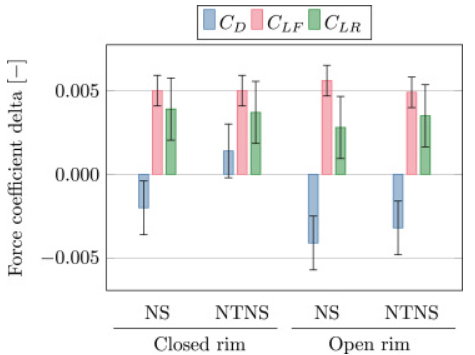 C_D C_LF C_LR
Force coefficient delta [−]
0.005
0.000
−0.005
NS NTNS NS NTNS
Closed rim Open rim